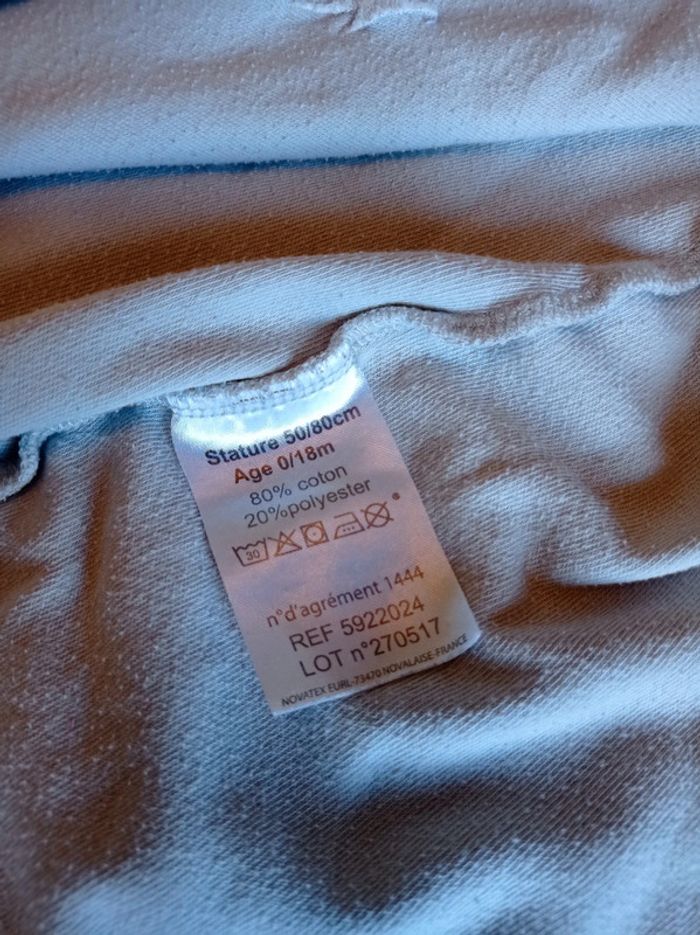 Stature 50/80cm
Age 0/18m
80% coton
20%polyester
30
n°d'agrément 1444
REF 5922024
LOT n°270517
NOVATEX EURL-73470 NOVALAISE-FRANCE